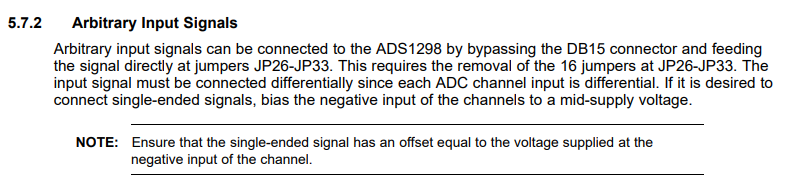 5.7.2 Arbitrary Input Signals
Arbitrary input signals can be connected to the ADS1298 by bypassing the DB15 connector and feeding
the signal directly at jumpers JP26-JP33. This requires the removal of the 16 jumpers at JP26-JP33. The
input signal must be connected differentially since each ADC channel input is differential. If it is desired to
connect single-ended signals, bias the negative input of the channels to a mid-supply voltage.
NOTE: Ensure that the single-ended signal has an offset equal to the voltage supplied at the
negative input of the channel.